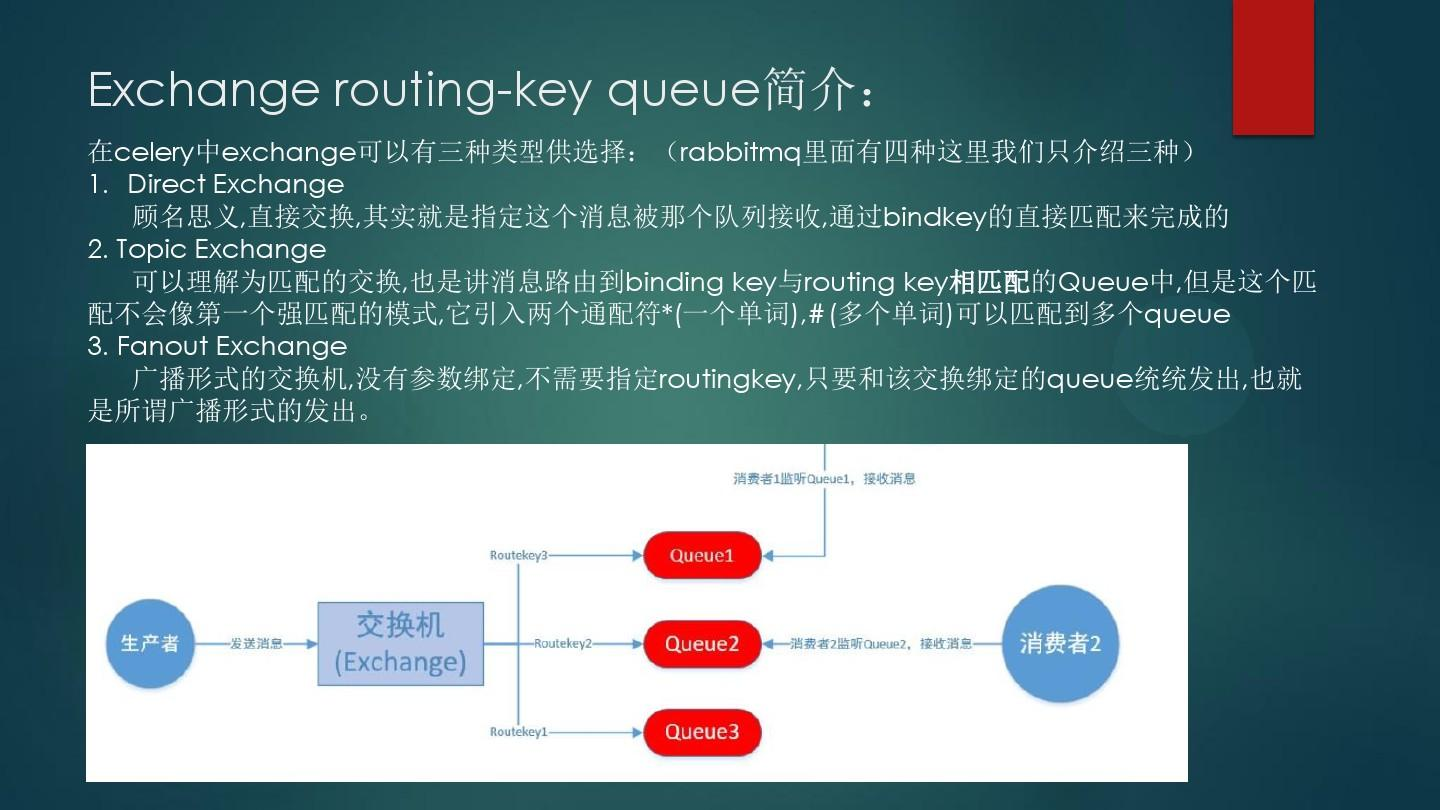 Exchange routing-key queue简介：
在celery中exchange可以有三种类型供选择：（rabbitmq里面有四种这里我们只介绍三种）
1. Direct Exchange
顾名思义,直接交换,其实就是指定这个消息被那个队列接收,通过bindkey的直接匹配来完成的
2. Topic Exchange
可以理解为匹配的交换,也是讲消息路由到binding key与routing key相匹配的Queue中,但是这个匹
配不会像第一个强匹配的模式,它引入两个通配符*(一个单词),#(多个单词)可以匹配到多个queue
3. Fanout Exchange
广播形式的交换机,没有参数绑定,不需要指定routingkey,只要和该交换绑定的queue统统发出,也就
是所谓广播形式的发出。
消费者1监听Queue1，接收消息
Routekey3
Queue1
生产者
发送消息
交换机
(Exchange)
Routekey2
Queue2
消费者2监听Queue2，接收消息
消费者2
Routekey1
Queue3